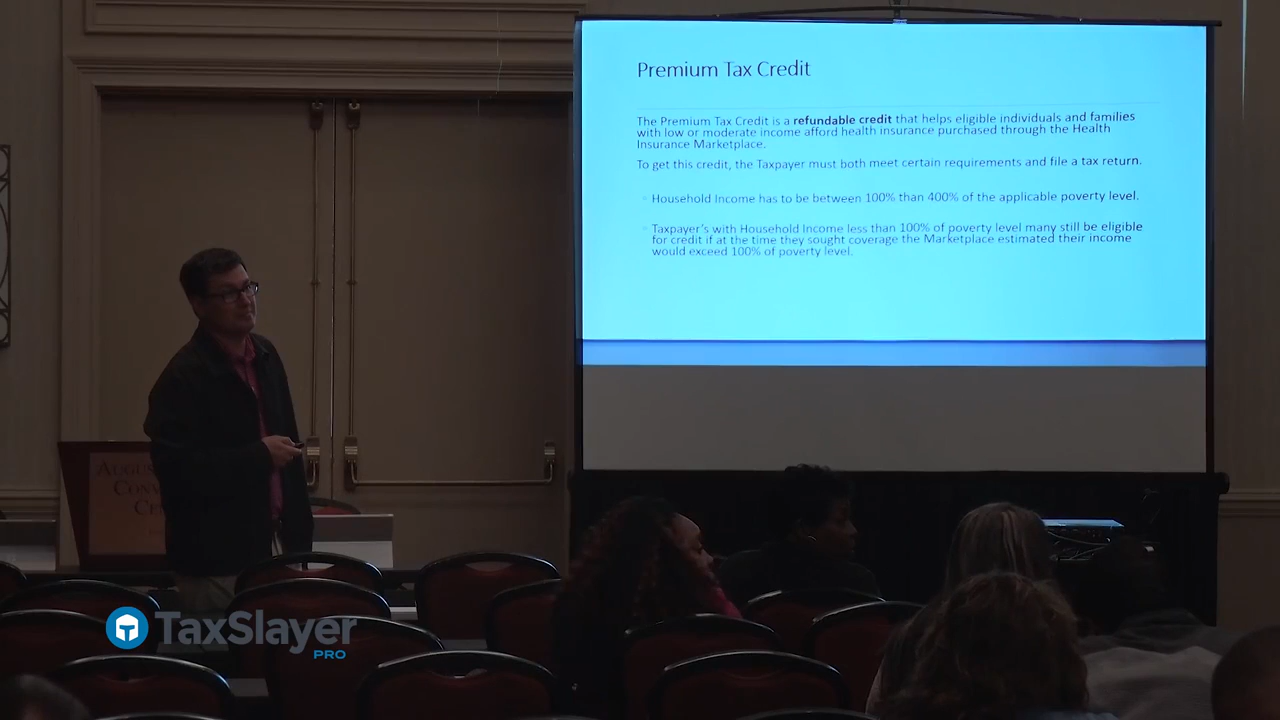 Premium Tax Credit
The Premium Tax Credit is a refundable credit that helps eligible individuals and families
with low or moderate income afford health insurance purchased through the Health
Insurance Marketplace.
To get this credit, the Taxpayer must both meet certain requirements and file a tax return.
Household Income has to be between 100% than 400% of the applicable poverty level.
Taxpayer's with Household Income less than 100% of poverty level many still be eligible
for credit if at the time they sought coverage the Marketplace estimated their income
would exceed 100% of poverty level.
TaxSlayer
PRO